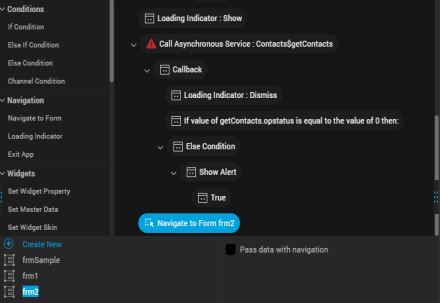 Conditions
If Condition
Else If Condition
Else Condition
Channel Condition
Navigation
Navigate to Form
Loading Indicator
Exit App
Widgets
Set Widget Property
Set Master Data
Set Widget Skin
Loading Indicator : Show
Call Asynchronous Service : Contacts$getContacts
Callback
Loading Indicator : Dismiss
If value of getContacts.opstatus is equal to the value of 0 then:
Else Condition
Show Alert
True
Navigate to Form frm2
Create New
frmSample
frm1
frm2
Pass data with navigation